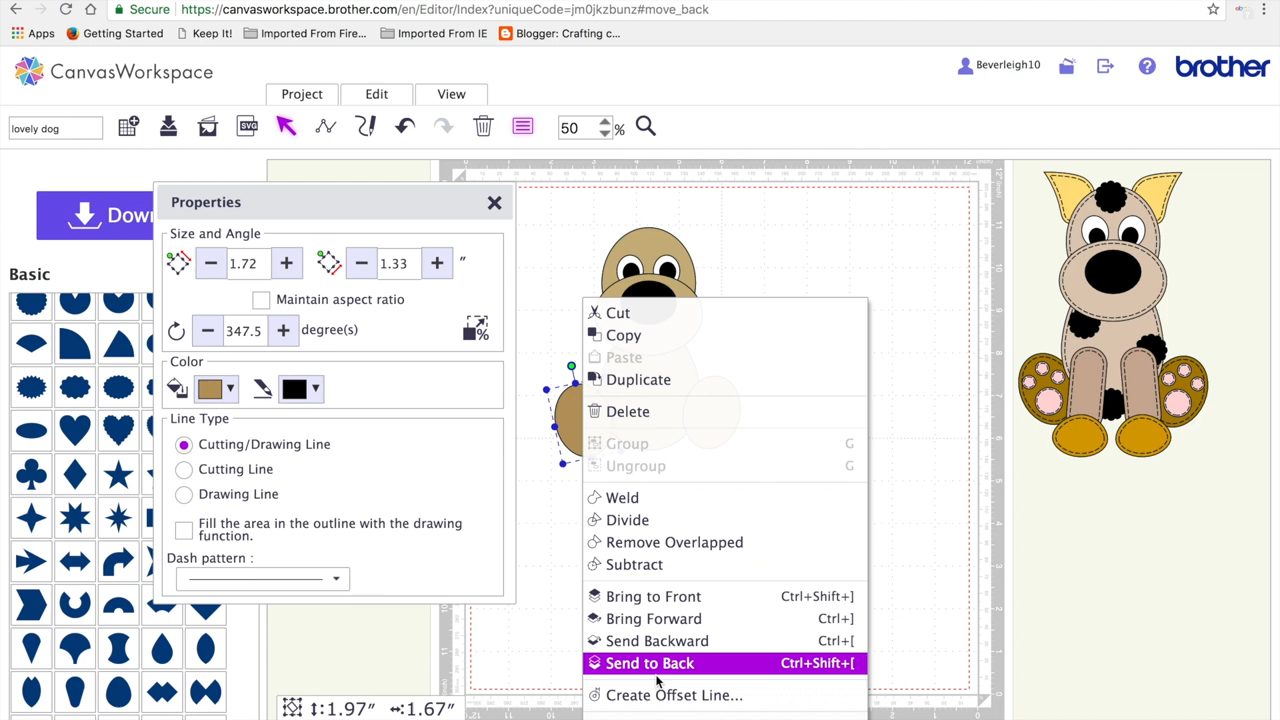 Secure https://canvasworkspace.brother.com/en/Editor/Index?uniqueCode=jm0jkzbunz#move_back
Apps Getting Started Keep It! Imported From Fire... Imported From IE Blogger: Crafting c...
CanvasWorkspace
Beverleigh10
brother
Project Edit View
lovely dog
SVG
50 %
Properties
Size and Angle
1.72
1.33
″
Maintain aspect ratio
347.5
degree(s)
%
Color
Line Type
Cutting/Drawing Line
Cutting Line
Drawing Line
Fill the area in the outline with the drawing
function.
Dash pattern :
Down
Basic
Cut
Copy
Paste
Duplicate
Delete
Group G
Ungroup G
Weld
Divide
Remove Overlapped
Subtract
Bring to Front Ctrl+Shift+]
Bring Forward Ctrl+]
Send Backward Ctrl+[
Send to Back Ctrl+Shift+[
Create Offset Line...
1.97″ 1.67″